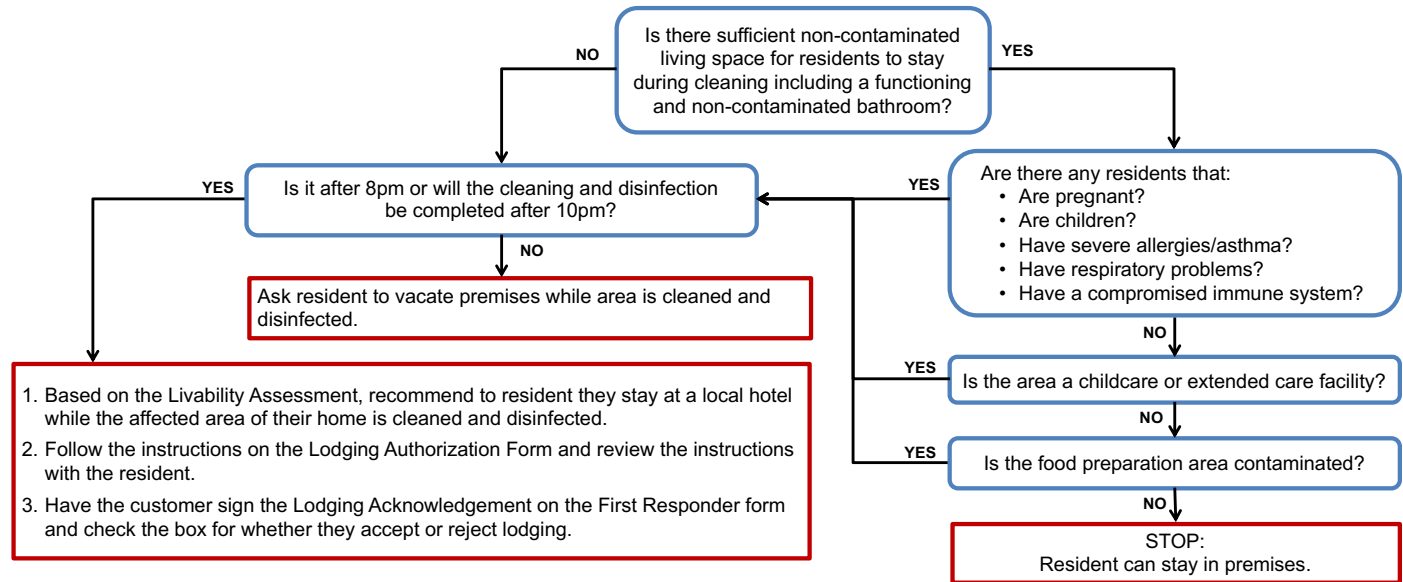 Is there sufficient non-contaminated
living space for residents to stay
during cleaning including a functioning
and non-contaminated bathroom?
NO
YES
YES
Is it after 8pm or will the cleaning and disinfection
be completed after 10pm?
YES
Are there any residents that:
• Are pregnant?
• Are children?
• Have severe allergies/asthma?
• Have respiratory problems?
• Have a compromised immune system?
NO
Ask resident to vacate premises while area is cleaned and
disinfected.
NO
1. Based on the Livability Assessment, recommend to resident they stay at a local hotel
while the affected area of their home is cleaned and disinfected.
2. Follow the instructions on the Lodging Authorization Form and review the instructions
with the resident.
3. Have the customer sign the Lodging Acknowledgement on the First Responder form
and check the box for whether they accept or reject lodging.
YES
Is the area a childcare or extended care facility?
NO
YES
Is the food preparation area contaminated?
NO
STOP:
Resident can stay in premises.